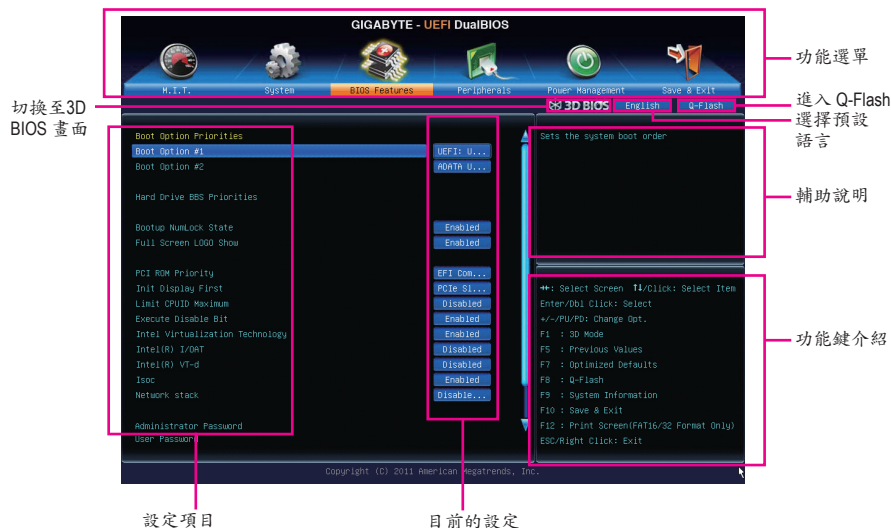 GIGABYTE - UEFI DualBIOS
M.I.T.
System
BIOS Features
Peripherals
Power Management
Save & Exit
功能選單
切換至3D
BIOS 畫面
3D BIOS
English
Q-Flash
進入 Q-Flash
選擇預設
語言
Boot Option Priorities
Boot Option #1 UEFI: U...
Boot Option #2 ADATA U...
Hard Drive BBS Priorities
Bootup NumLock State Enabled
Full Screen LOGO Show Enabled
PCI ROM Priority EFI Com...
Init Display First PCIe Sl...
Limit CPUID Maximum Disabled
Execute Disable Bit Enabled
Intel Virtualization Technology Enabled
Intel(R) I/OAT Disabled
Intel(R) VT-d Disabled
Isoc Enabled
Network stack Disable...
Administrator Password
User Password
Sets the system boot order
輔助說明
→←: Select Screen ↑↓/Click: Select Item
Enter/Dbl Click: Select
+/-/PU/PD: Change Opt.
F1 : 3D Mode
F5 : Previous Values
F7 : Optimized Defaults
F8 : Q-Flash
F9 : System Information
F10 : Save & Exit
F12 : Print Screen(FAT16/32 Format Only)
ESC/Right Click: Exit
功能鍵介紹
Copyright (C) 2011 American Megatrends, Inc.
設定項目
目前的設定